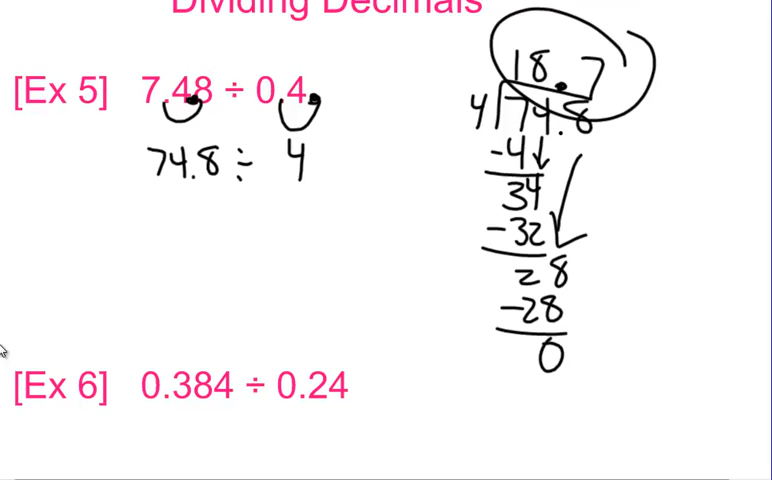 Dividing Decimals
[Ex 5] 7.48 ÷ 0.4.
74.8 ÷ 4
18.7
4 74.8
-4
34
-32
28
-28
0
[Ex 6] 0.384 ÷ 0.24